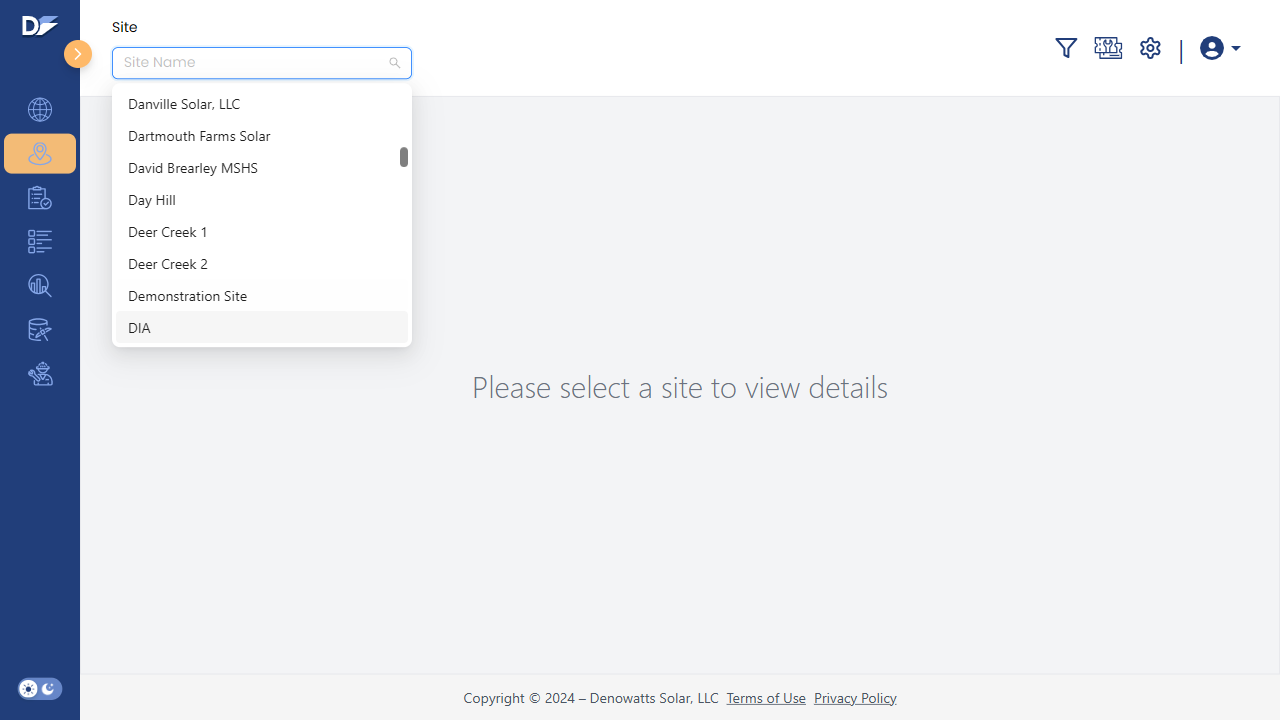 Site
Site Name
Danville Solar, LLC
Dartmouth Farms Solar
David Brearley MSHS
Day Hill
Deer Creek 1
Deer Creek 2
Demonstration Site
DIA
Please select a site to view details
Copyright © 2024 – Denowatts Solar, LLC Terms of Use Privacy Policy